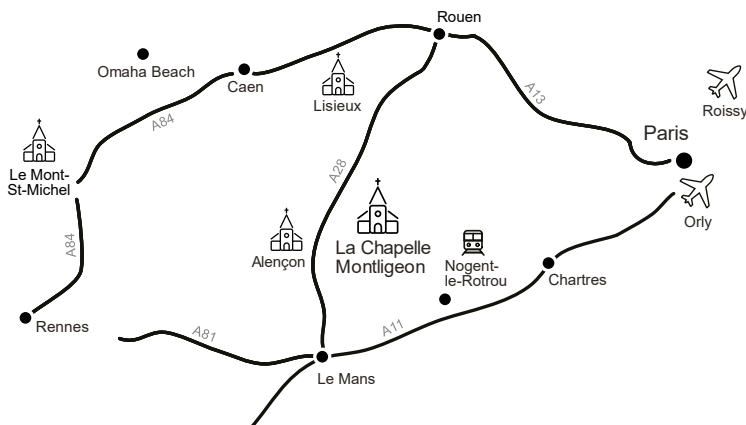 Rouen
Omaha Beach
Caen
Lisieux
A13
Roissy
A84
Paris
Le Mont-
St-Michel
A28
Orly
La Chapelle
Montligeon
A84
Alençon
Nogent-
le-Rotrou
Chartres
Rennes
A81
A11
Le Mans